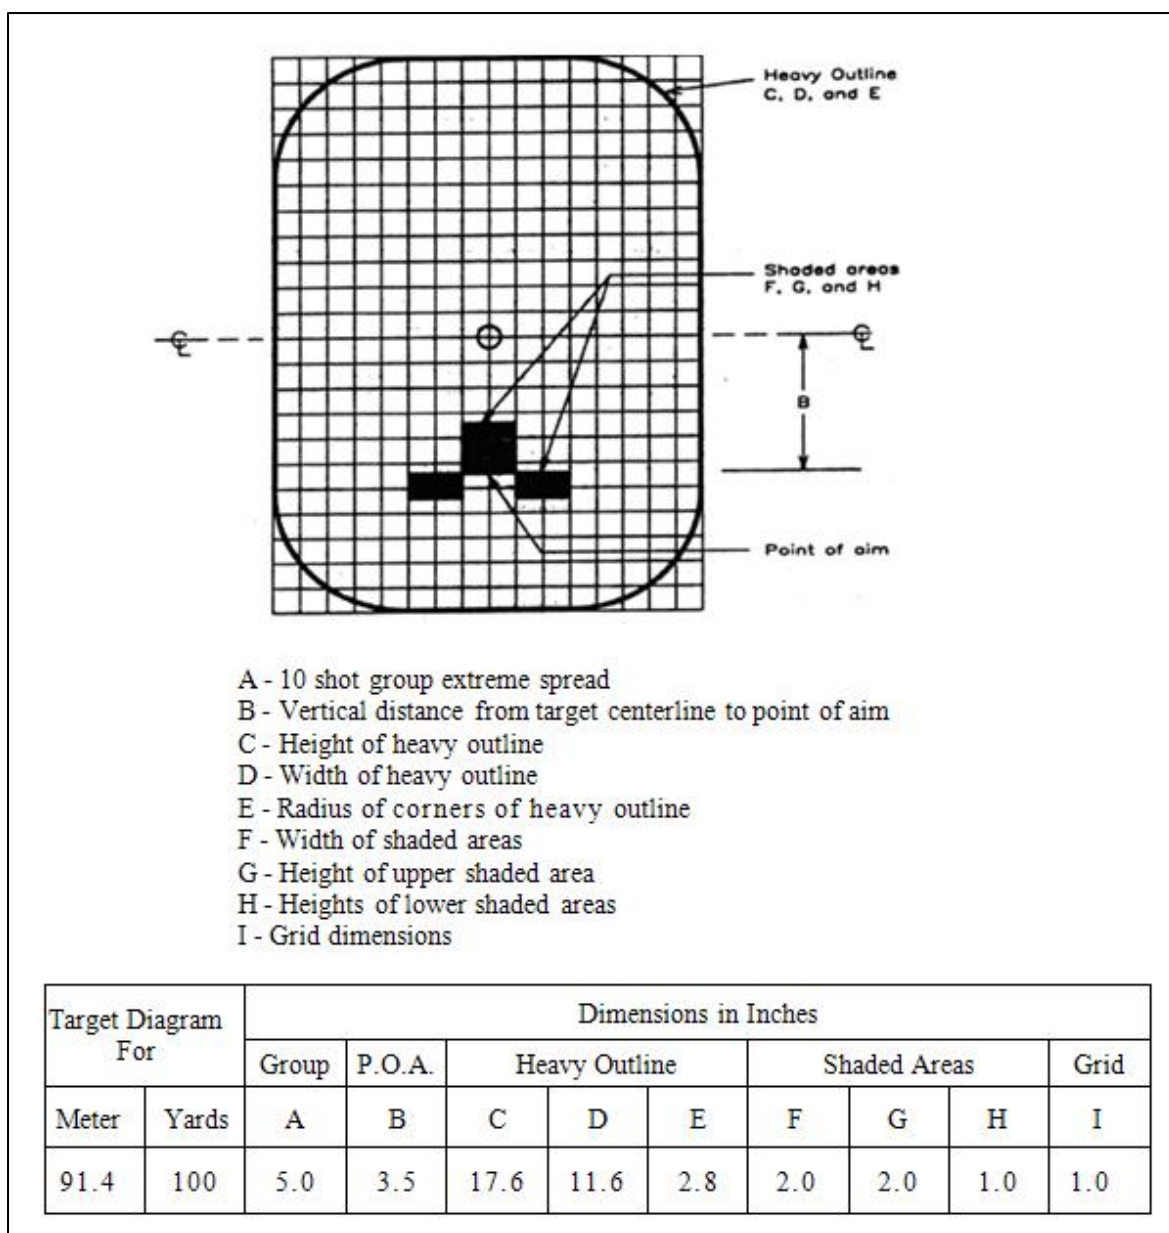 Heavy Outline
C, D, and E
Shaded areas
F, G, and H
℄
℄
B
Point of aim
A - 10 shot group extreme spread
B - Vertical distance from target centerline to point of aim
C - Height of heavy outline
D - Width of heavy outline
E - Radius of corners of heavy outline
F - Width of shaded areas
G - Height of upper shaded area
H - Heights of lower shaded areas
I - Grid dimensions
Target Diagram For Dimensions in Inches
Group P.O.A. Heavy Outline Shaded Areas Grid
Meter Yards A B C D E F G H I
91.4 100 5.0 3.5 17.6 11.6 2.8 2.0 2.0 1.0 1.0